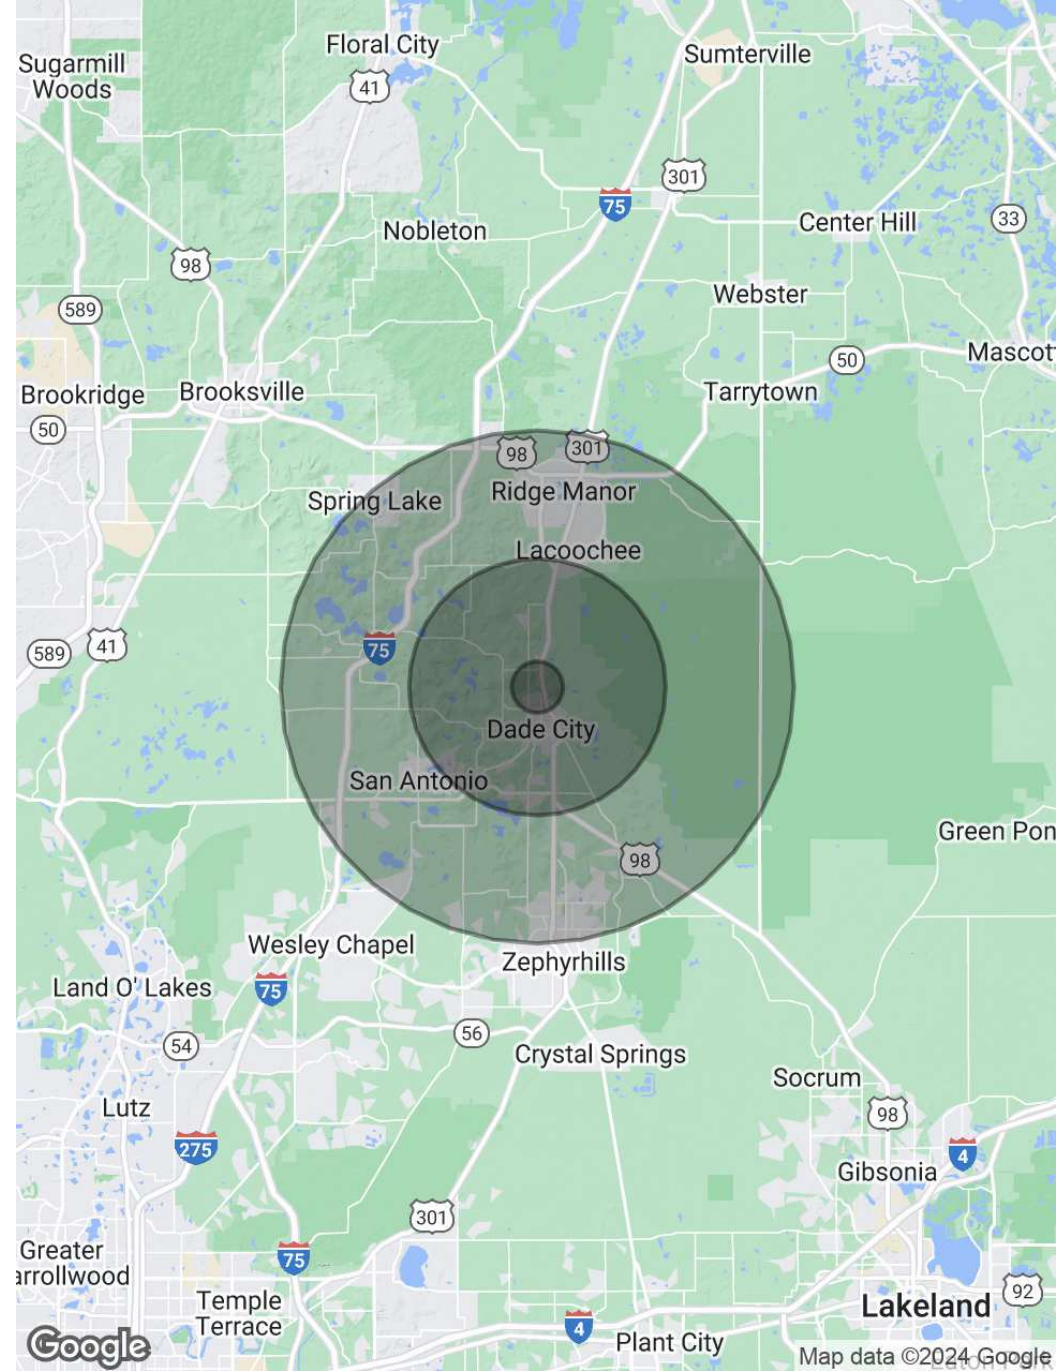 Floral City
Sumterville
Sugarmill
Woods
41
301
75
33
Center Hill
Nobleton
98
Webster
589
Mascot
50
Brookridge
Brooksville
Tarrytown
50
98
301
Ridge Manor
Spring Lake
Lacoochee
41
589
75
Dade City
San Antonio
Green Pon
98
Wesley Chapel
Zephyrhills
Land O' Lakes
75
56
54
Crystal Springs
Socrum
Lutz
98
275
4
Gibsonia
301
Greater
arrollwood
75
92
Temple
Terrace
Lakeland
4
Plant City
Google
Map data ©2024 Google